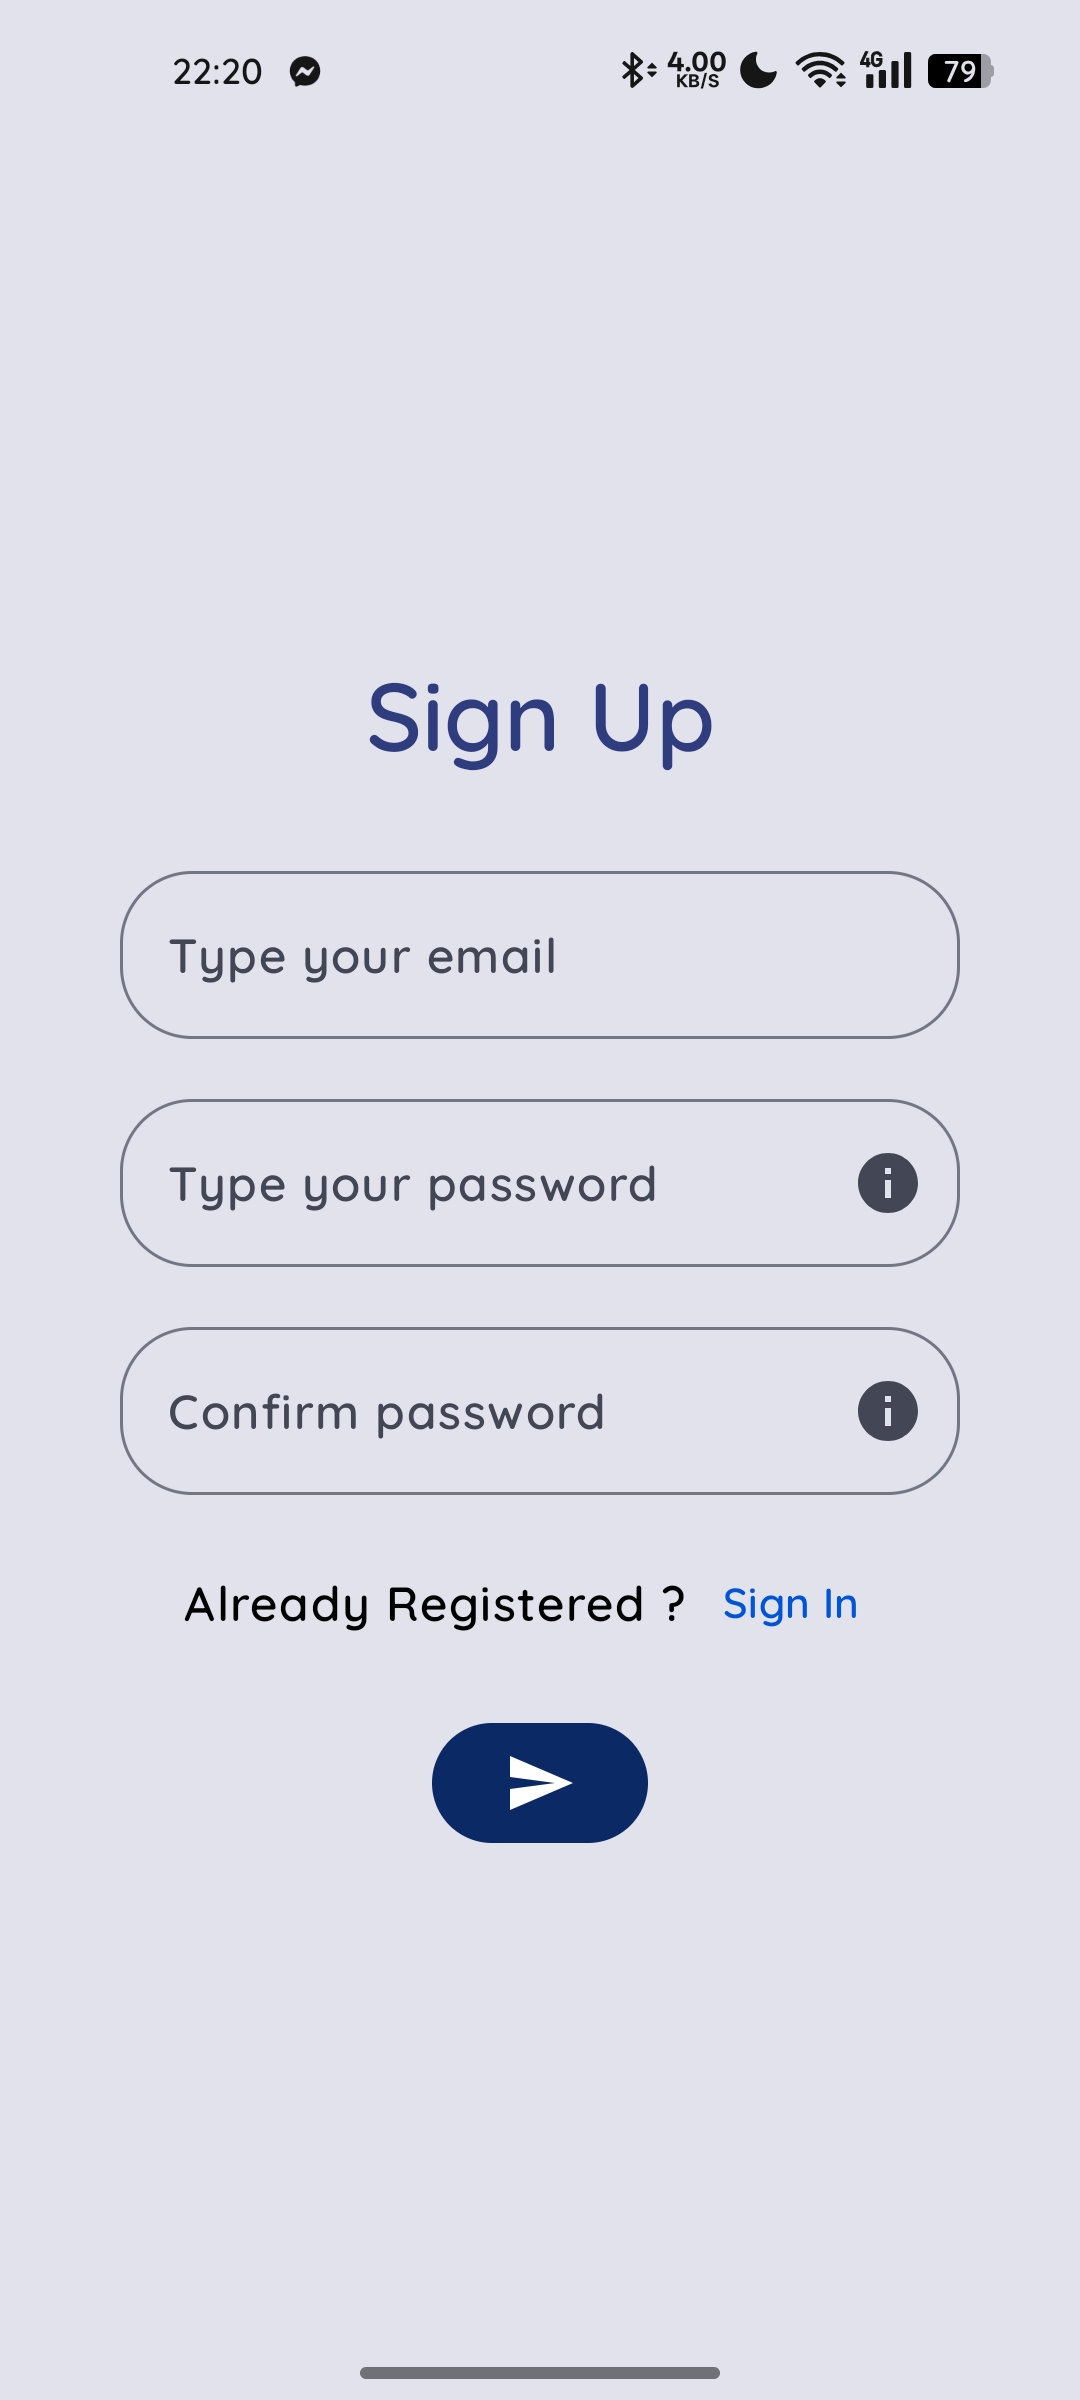 22:20 4.00 KB/S 4G 79
Sign Up
Type your email
Type your password
Confirm password
Already Registered ? Sign In